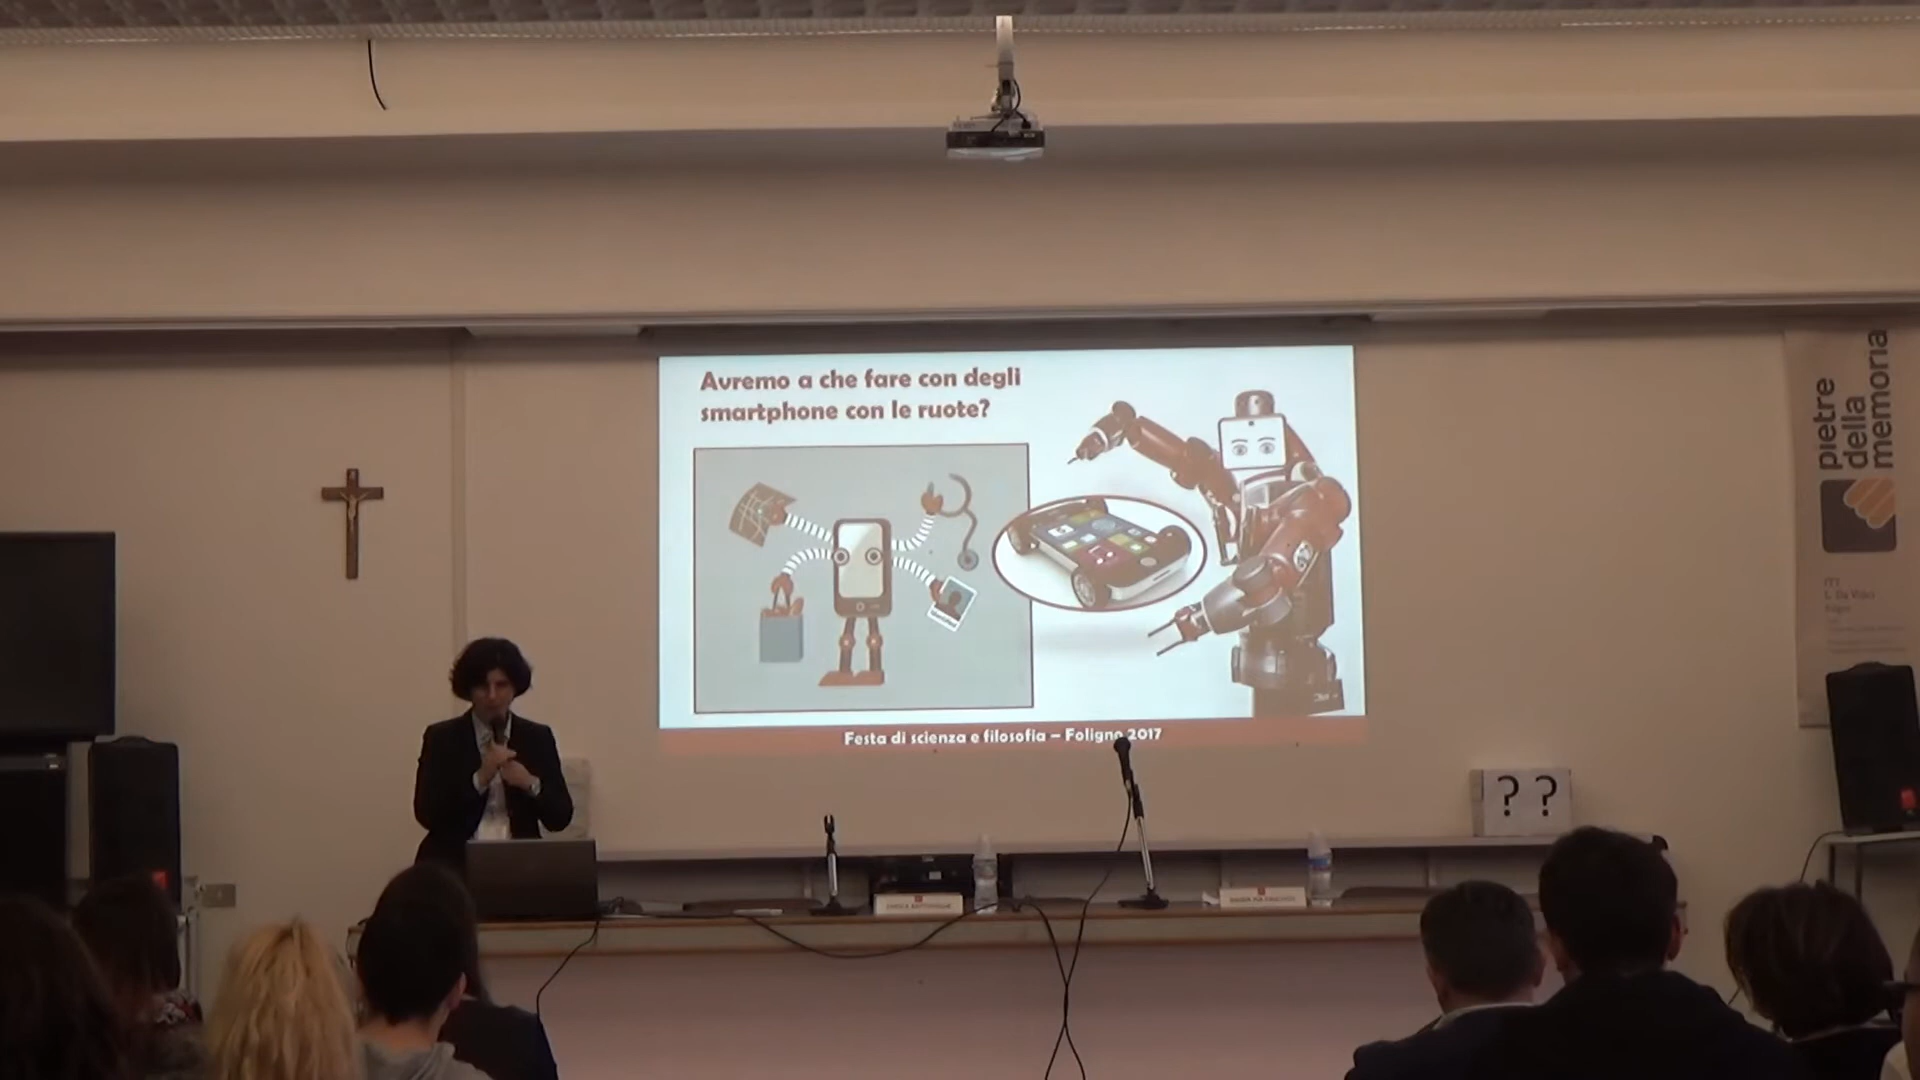 Avremo a che fare con degli
smartphone con le ruote?
Festa di scienza e filosofia – Foligno 2017
pietre
della
memoria
? ?